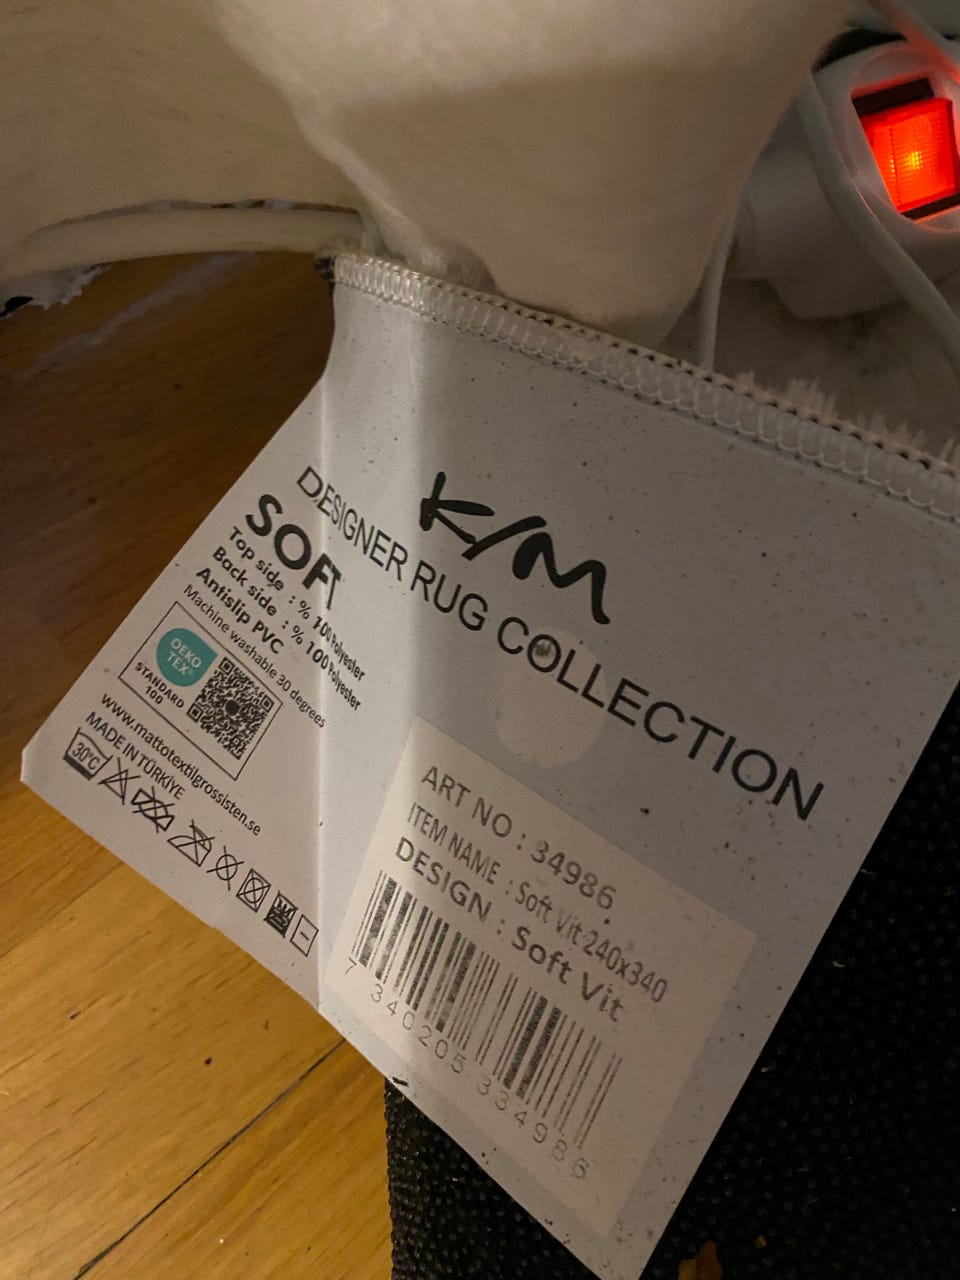 K/M
DESIGNER RUG COLLECTION
SOFT
Top side : % 100 Polyester
Back side : % 100 Polyester
Antislip PVC
Machine washable 30 degrees
OEKO
TEX®
STANDARD
100
www.mattotextilgrossisten.se
MADE IN TÜRKİYE
30°C
ART NO : 34986
ITEM NAME : Soft Vit 240x340
DESIGN : Soft Vit
7 340205 334986